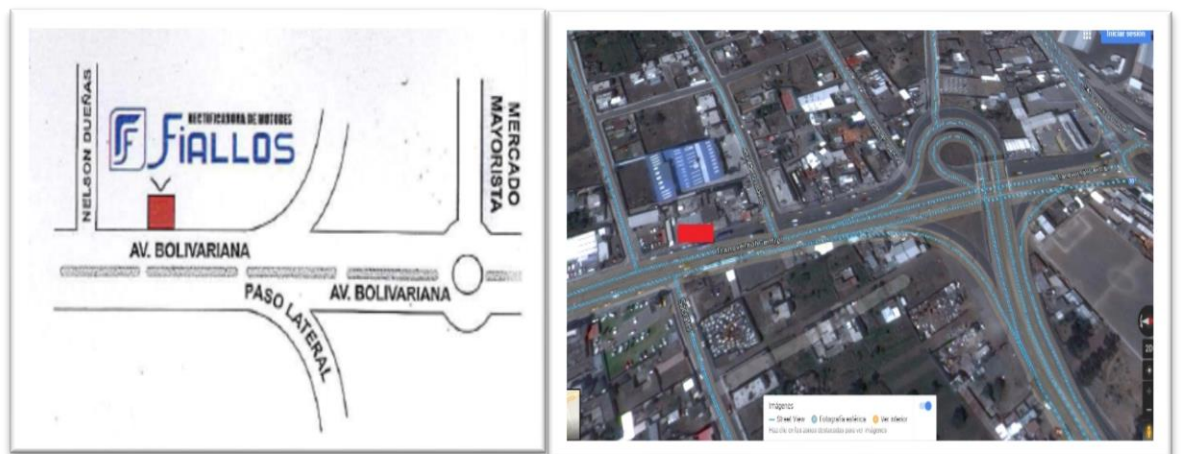 NELSON DUEÑAS
RECTIFICADORA DE MOTORES
FIALLOS
MERCADO
MAYORISTA
AV. BOLIVARIANA
PASO LATERAL
AV. BOLIVARIANA
Iniciar sesión
Imágenes
Street View
Fotografía esférica
Ver interior